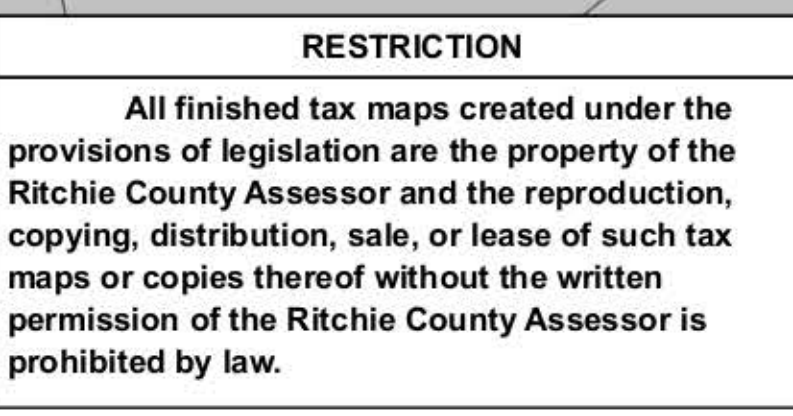 RESTRICTION
All finished tax maps created under the
provisions of legislation are the property of the
Ritchie County Assessor and the reproduction,
copying, distribution, sale, or lease of such tax
maps or copies thereof without the written
permission of the Ritchie County Assessor is
prohibited by law.